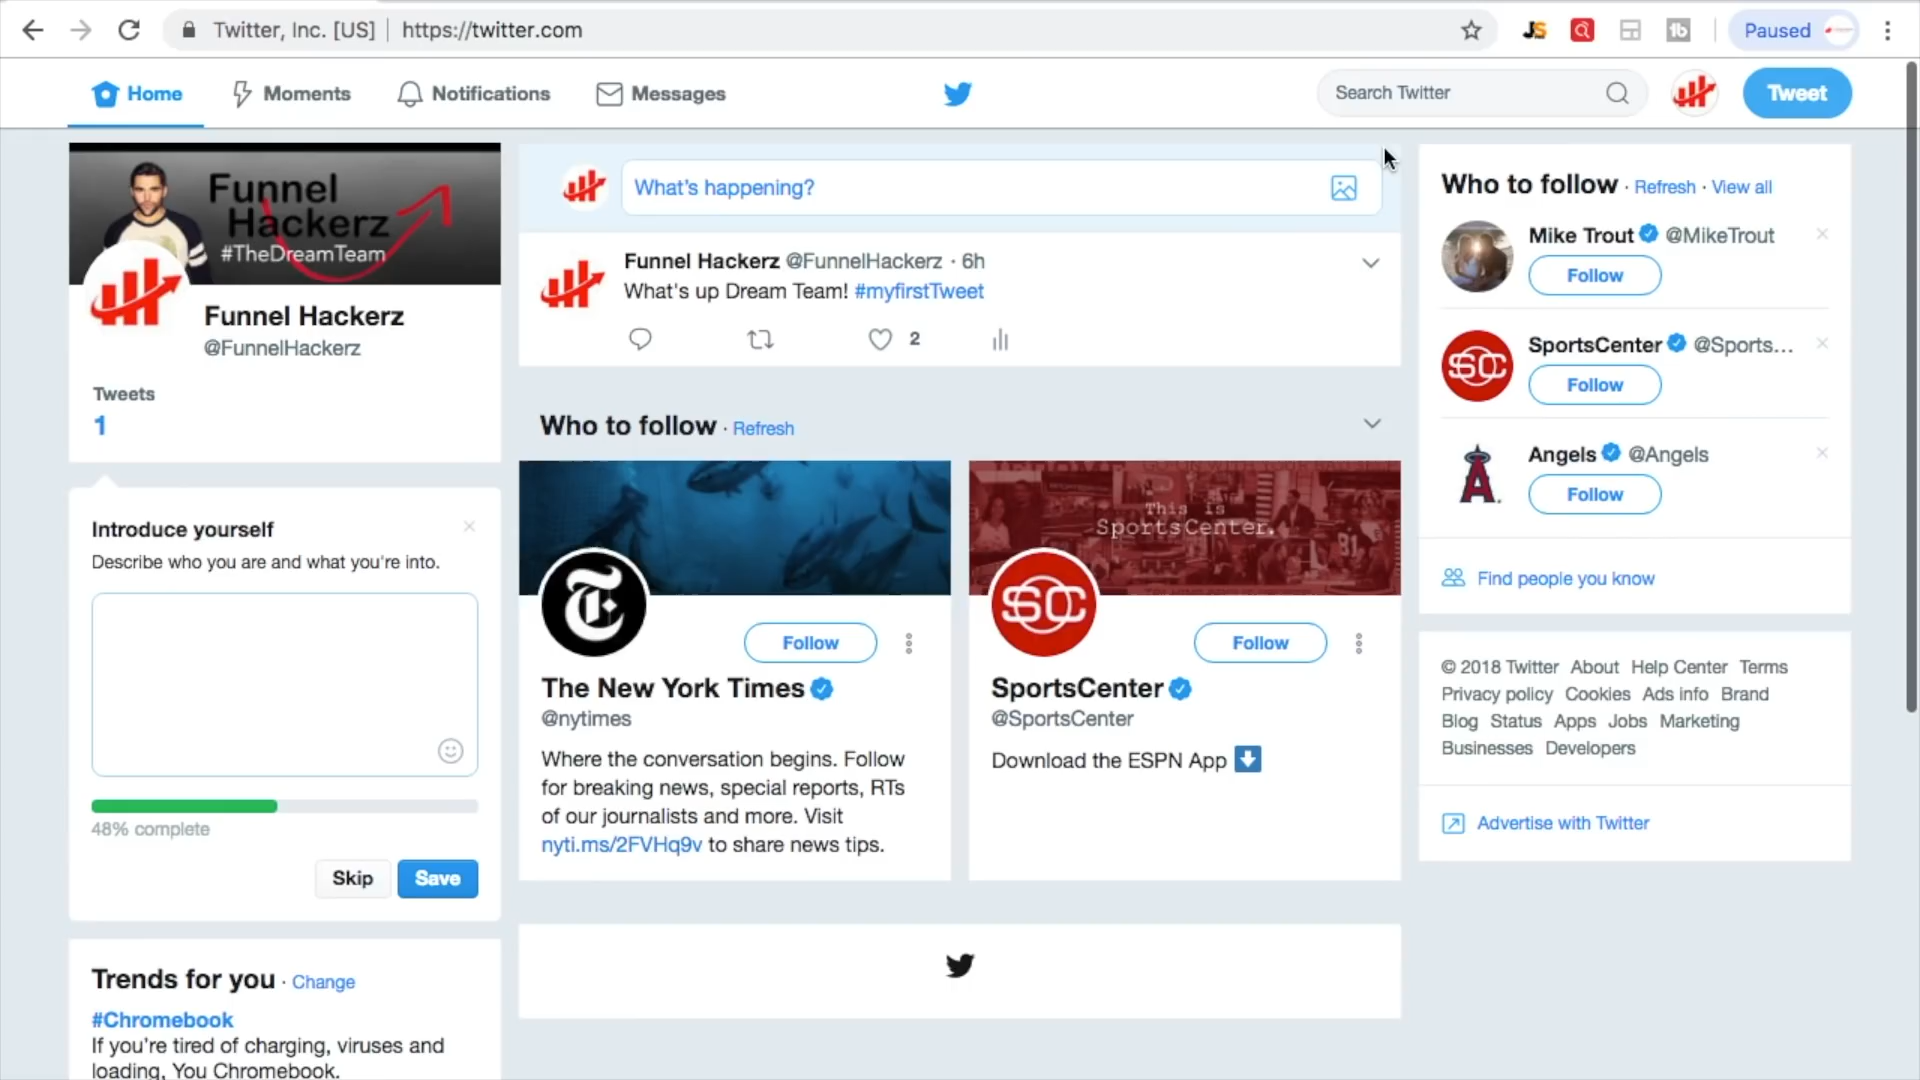 Twitter, Inc. [US] https://twitter.com
JS
Paused
Home
Moments
Notifications
Messages
Search Twitter
Tweet
Funnel
Hackerz
#TheDreamTeam
Funnel Hackerz
@FunnelHackerz
Tweets
1
Introduce yourself
Describe who you are and what you're into.
48% complete
Skip
Save
Trends for you · Change
#Chromebook
If you're tired of charging, viruses and
loading, You Chromebook.
What's happening?
Funnel Hackerz @FunnelHackerz · 6h
What's up Dream Team! #myfirstTweet
2
Who to follow · Refresh
Follow
The New York Times
@nytimes
Where the conversation begins. Follow
for breaking news, special reports, RTs
of our journalists and more. Visit
nyti.ms/2FVHq9v to share news tips.
This is
SportsCenter.
81
SC
Follow
SportsCenter
@SportsCenter
Download the ESPN App
Who to follow · Refresh · View all
Mike Trout @MikeTrout
Follow
SC
SportsCenter @Sports...
Follow
A
Angels @Angels
Follow
Find people you know
© 2018 Twitter About Help Center Terms
Privacy policy Cookies Ads info Brand
Blog Status Apps Jobs Marketing
Businesses Developers
Advertise with Twitter